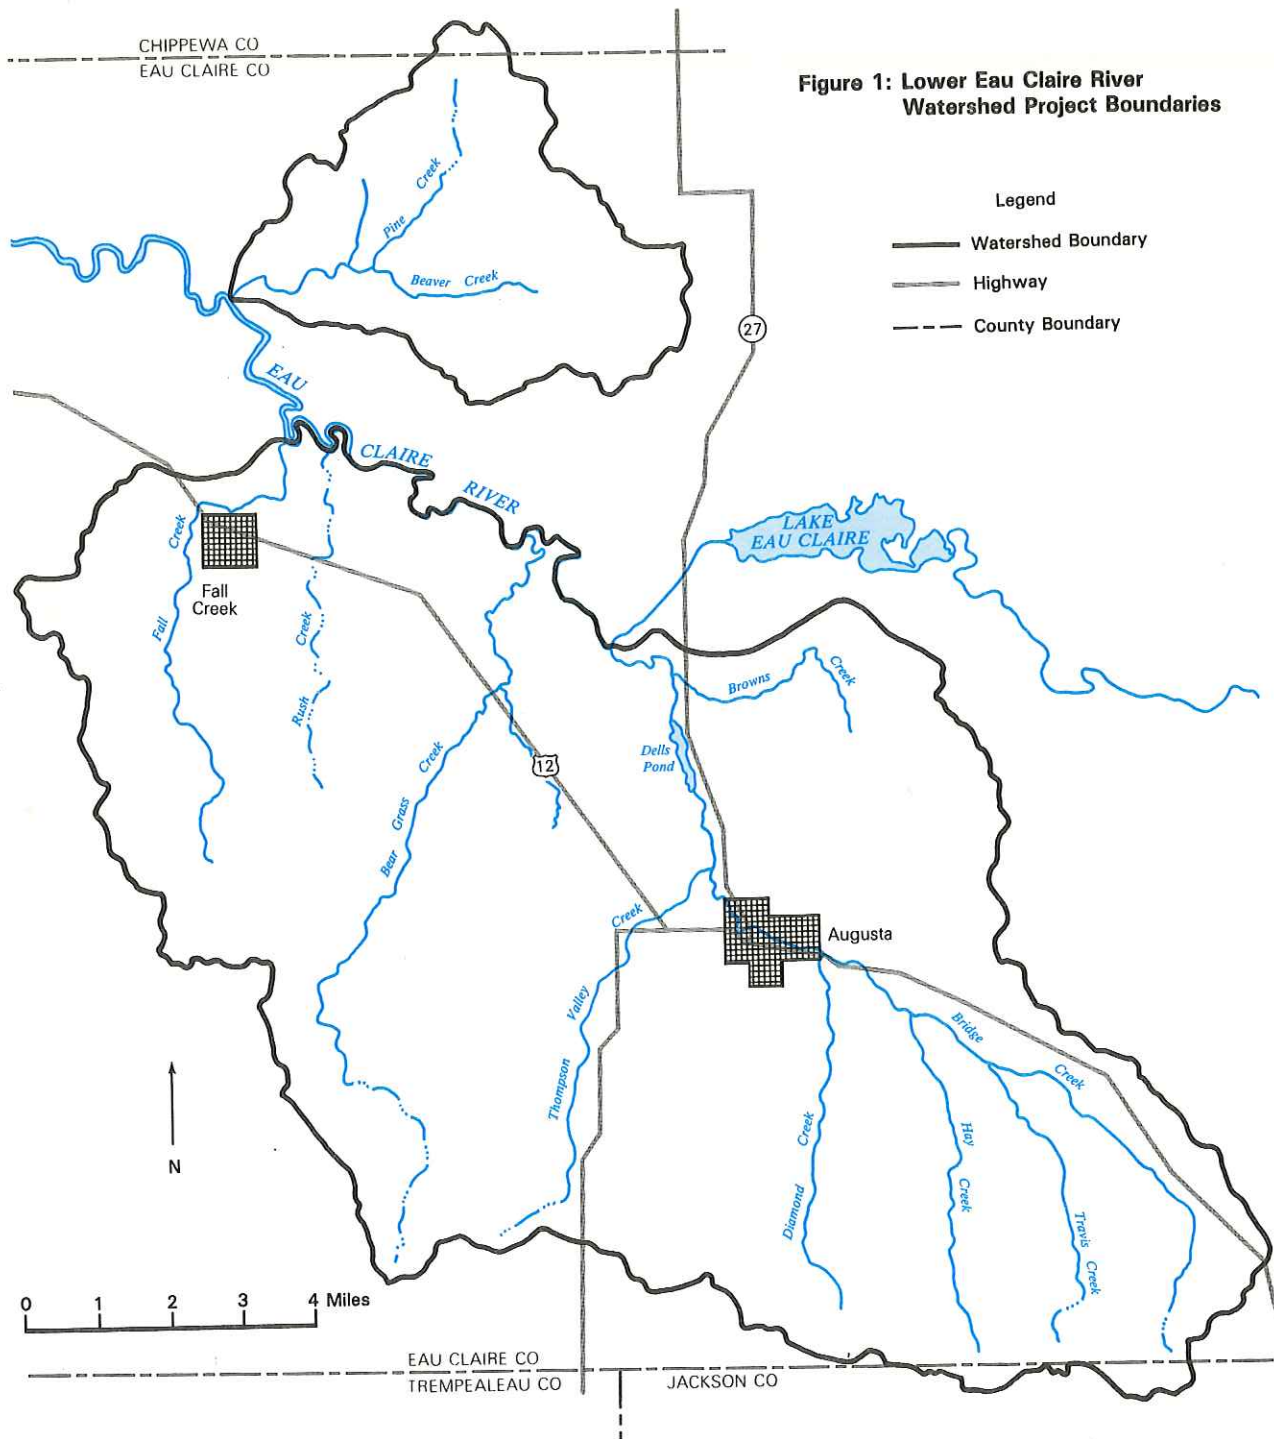 CHIPPEWA CO
EAU CLAIRE CO
Figure 1: Lower Eau Claire River
Watershed Project Boundaries
Legend
Watershed Boundary
Highway
County Boundary
Pine Creek
Beaver Creek
27
EAU CLAIRE RIVER
LAKE
EAU CLAIRE
Fall Creek
Fall
Creek
Rush Creek
Bear Grass Creek
12
Browns Creek
Dells
Pond
Augusta
Thompson Valley Creek
Bridge Creek
Diamond Creek
Hay Creek
Travis Creek
N
0 1 2 3 4 Miles
EAU CLAIRE CO
TREMPEALEAU CO
JACKSON CO